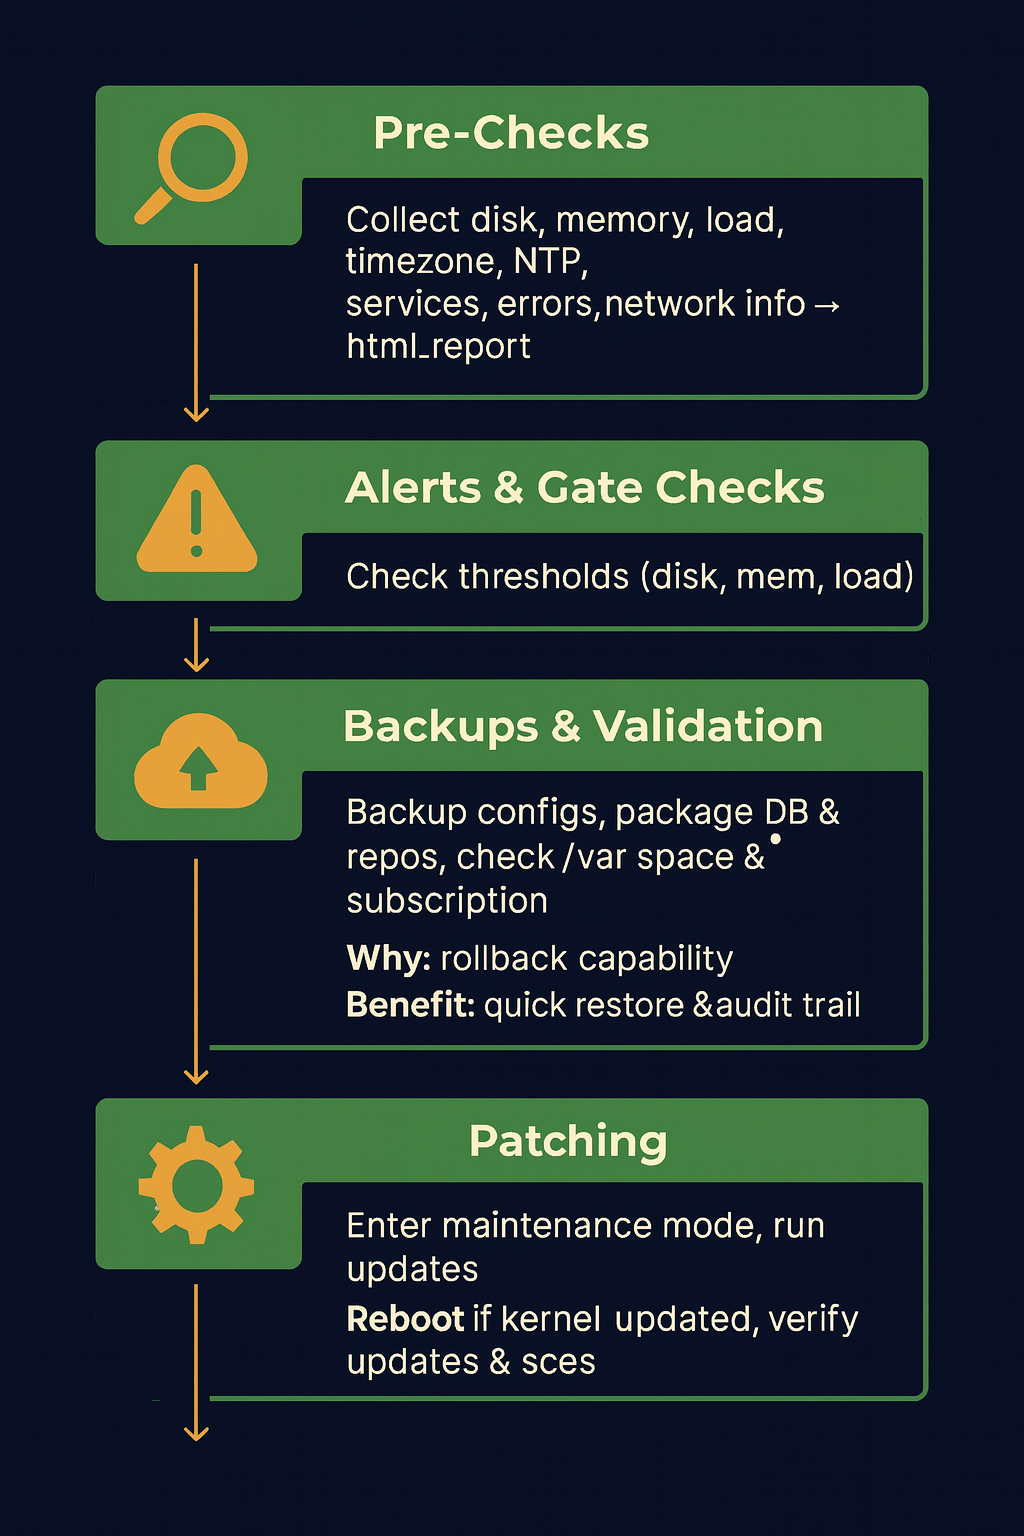 Pre-Checks
Collect disk, memory, load,
timezone, NTP,
services, errors,network info →
html_report
Alerts & Gate Checks
Check thresholds (disk, mem, load)
Backups & Validation
Backup configs, package DB &
repos, check /var space &
subscription
Why: rollback capability
Benefit: quick restore &audit trail
Patching
Enter maintenance mode, run
updates
Reboot if kernel updated, verify
updates & sces